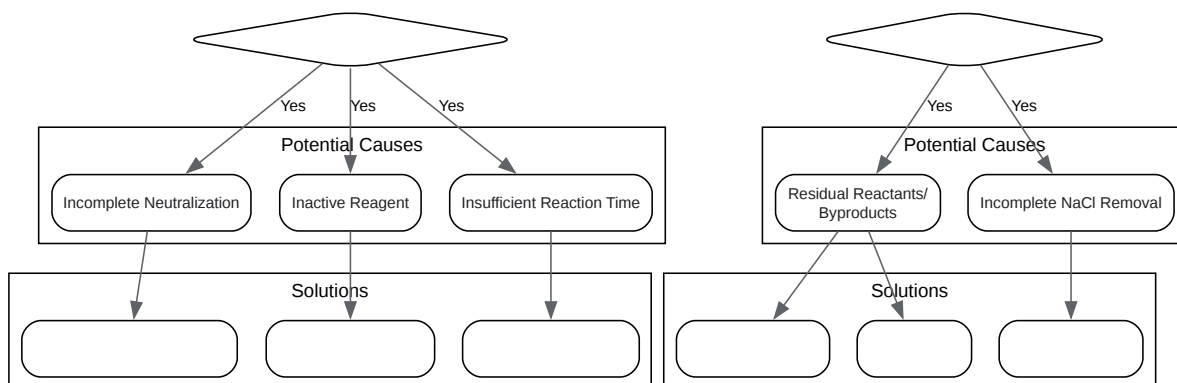 Yes
Yes
Yes
Yes
Yes
Potential Causes
Potential Causes
Incomplete Neutralization
Inactive Reagent
Insufficient Reaction Time
Residual Reactants/
Byproducts
Incomplete NaCl Removal
Solutions
Solutions